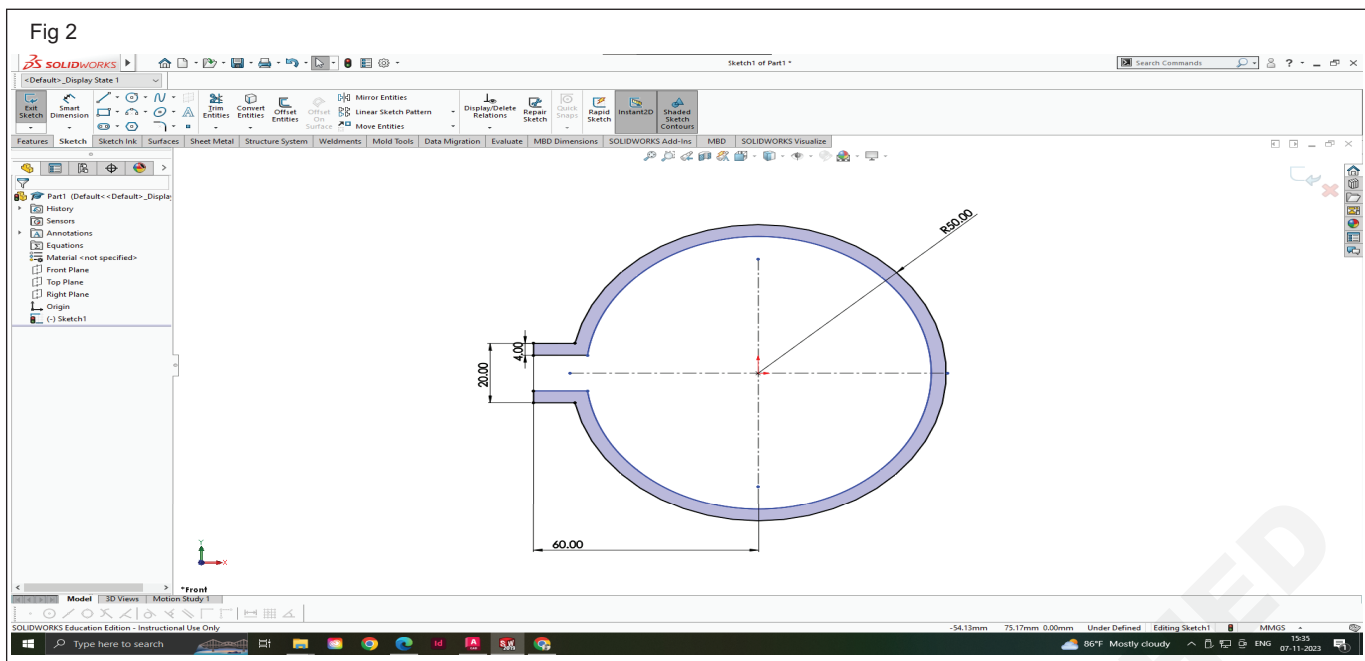 Fig 2
SOLIDWORKS
Sketch1 of Part1 *
Search Commands
<Default>_Display State 1
Exit Sketch
Smart Dimension
Trim Entities
Convert Entities
Offset Entities
Offset On Surface
Mirror Entities
Linear Sketch Pattern
Move Entities
Display/Delete Relations
Repair Sketch
Quick Snaps
Rapid Sketch
Instant2D
Shaded Sketch Contours
Features Sketch Sketch Ink Surfaces Sheet Metal Structure System Weldments Mold Tools Data Migration Evaluate MBD Dimensions SOLIDWORKS Add-Ins MBD SOLIDWORKS Visualize
Part1 (Default<<Default>_Display
History
Sensors
Annotations
Equations
Material <not specified>
Front Plane
Top Plane
Right Plane
Origin
(-) Sketch1
R50.00
4.00
20.00
60.00
Y
X
*Front
Model 3D Views Motion Study 1
SOLIDWORKS Education Edition - Instructional Use Only
-54.13mm 75.17mm 0.00mm Under Defined Editing Sketch1 MMGS
Type here to search
86°F Mostly cloudy ENG 15:35
07-11-2023